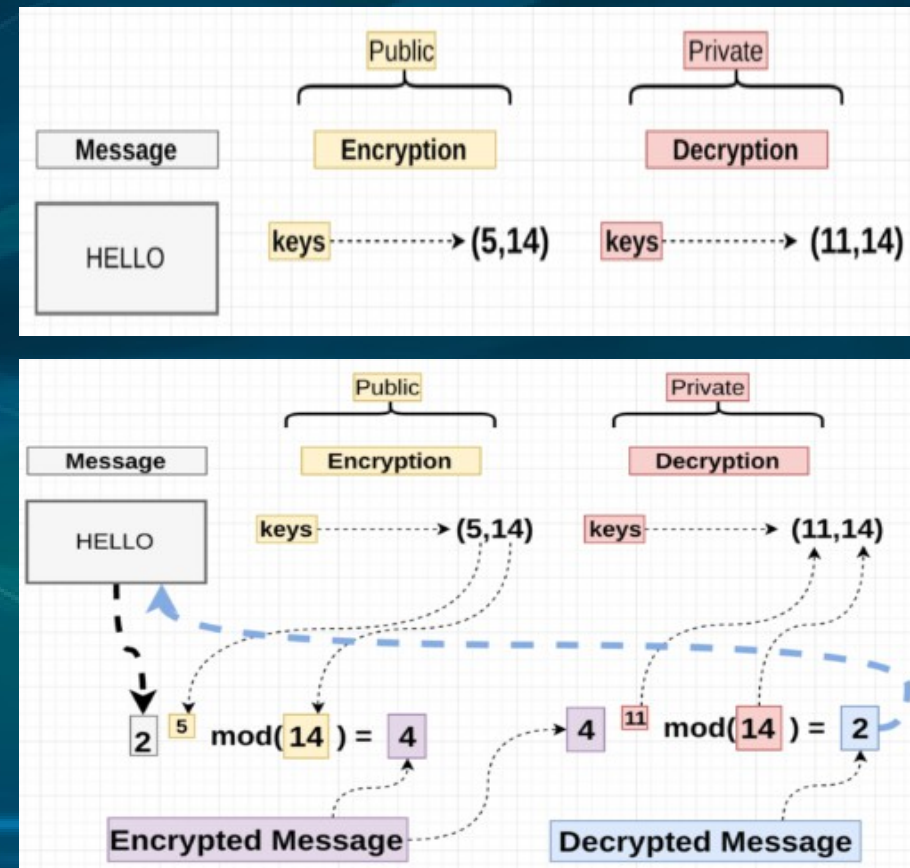 Public Private
Message Encryption Decryption
HELLO keys (5,14) keys (11,14)
Public Private
Message Encryption Decryption
HELLO keys (5,14) keys (11,14)
2 5 mod( 14 ) = 4 4 11 mod( 14 ) = 2
Encrypted Message Decrypted Message